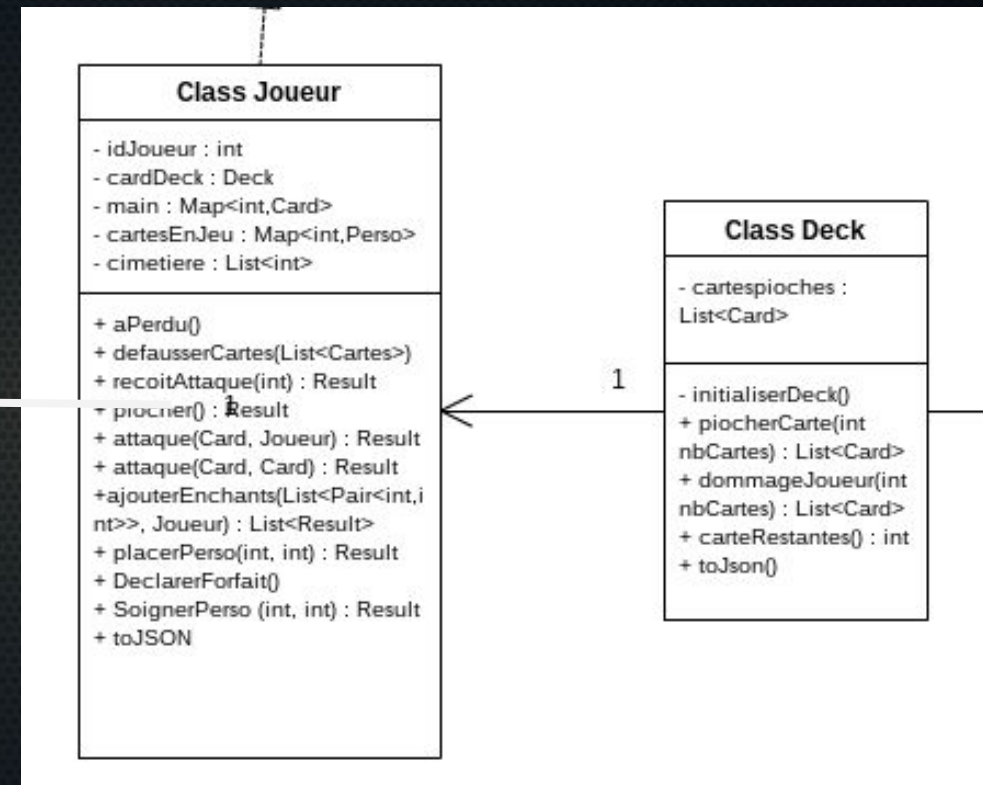 Class Joueur
- idJoueur : int
- cardDeck : Deck
- main : Map<int,Card>
- cartesEnJeu : Map<int,Perso>
- cimetiere : List<int>
+ aPerdu()
+ defausserCartes(List<Cartes>)
+ recoitAttaque(int) : Result
+ piocher() : Result
1
+ attaque(Card, Joueur) : Result
+ attaque(Card, Card) : Result
+ajouterEnchants(List<Pair<int,i
nt>>, Joueur) : List<Result>
+ placerPerso(int, int) : Result
+ DeclarerForfait()
+ SoignerPerso (int, int) : Result
+ toJSON
1
Class Deck
- cartespioches :
List<Card>
- initialiserDeck()
+ piocherCarte(int
nbCartes) : List<Card>
+ dommageJoueur(int
nbCartes) : List<Card>
+ carteRestantes() : int
+ toJson()